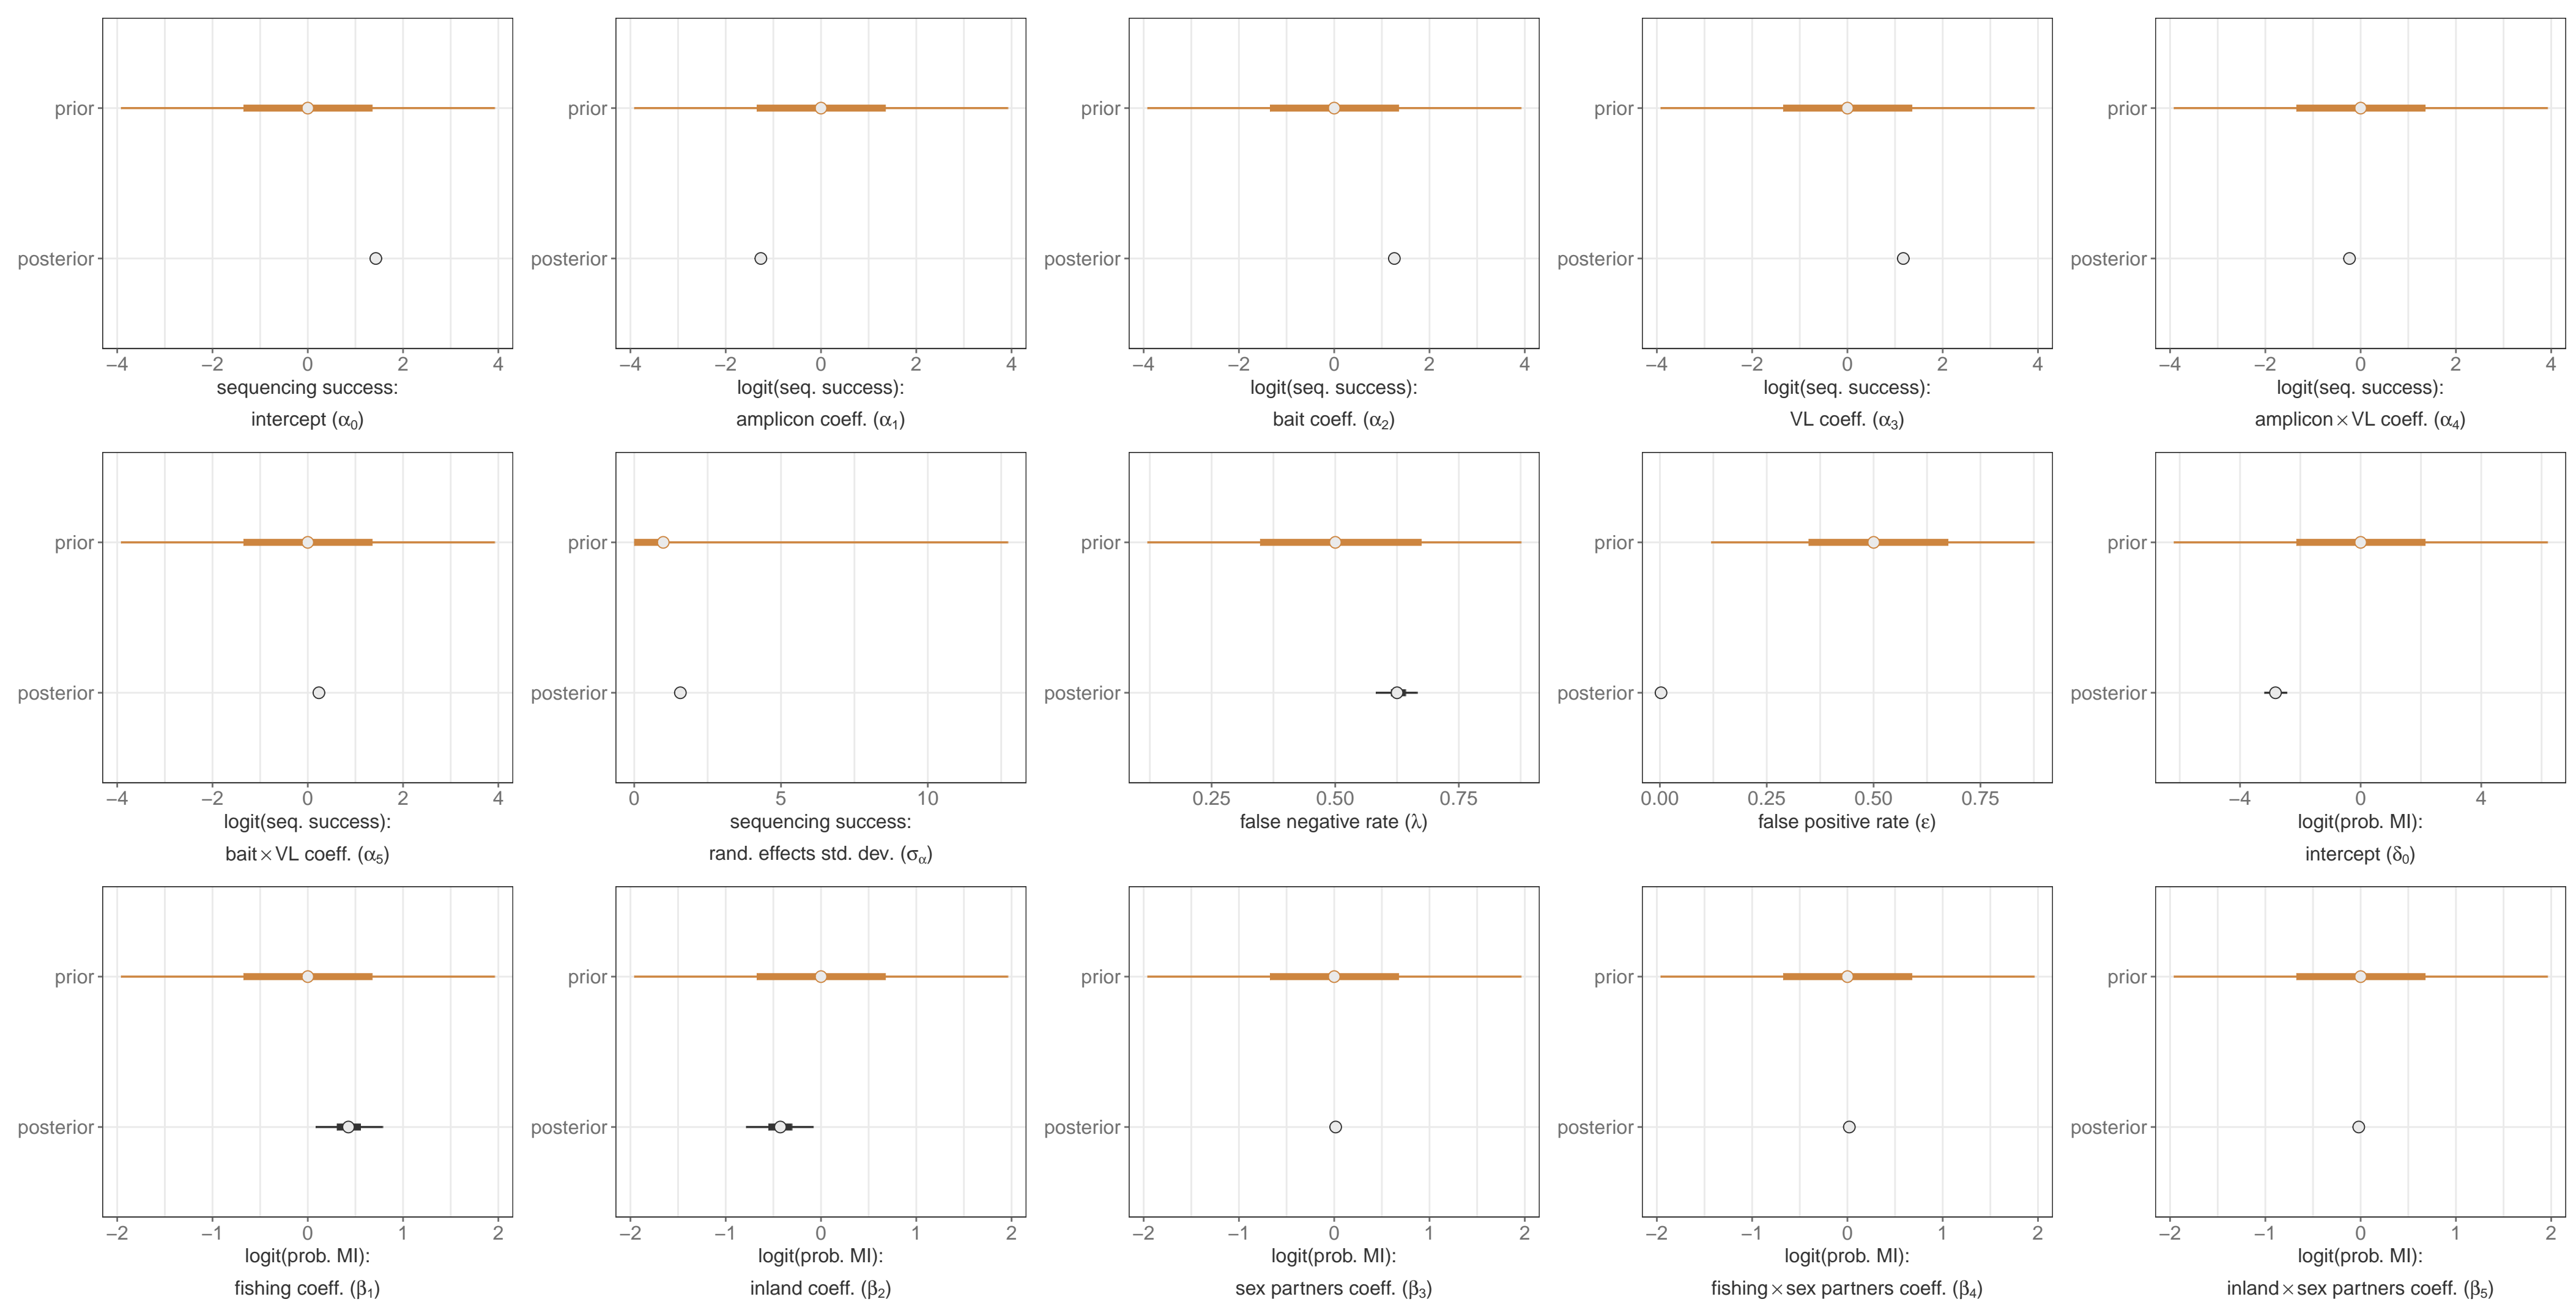 prior
posterior
−4 −2 0 2 4
sequencing success:
intercept (α0)
prior
posterior
−4 −2 0 2 4
logit(seq. success):
amplicon coeff. (α1)
prior
posterior
−4 −2 0 2 4
logit(seq. success):
bait coeff. (α2)
prior
posterior
−4 −2 0 2 4
logit(seq. success):
VL coeff. (α3)
prior
posterior
−4 −2 0 2 4
logit(seq. success):
amplicon × VL coeff. (α4)
prior
posterior
−4 −2 0 2 4
logit(seq. success):
bait × VL coeff. (α5)
prior
posterior
0 5 10
sequencing success:
rand. effects std. dev. (σα)
prior
posterior
0.25 0.50 0.75
false negative rate (λ)
prior
posterior
0.00 0.25 0.50 0.75
false positive rate (ε)
prior
posterior
−4 0 4
logit(prob. MI):
intercept (δ0)
prior
posterior
−2 −1 0 1 2
logit(prob. MI):
fishing coeff. (β1)
prior
posterior
−2 −1 0 1 2
logit(prob. MI):
inland coeff. (β2)
prior
posterior
−2 −1 0 1 2
logit(prob. MI):
sex partners coeff. (β3)
prior
posterior
−2 −1 0 1 2
logit(prob. MI):
fishing × sex partners coeff. (β4)
prior
posterior
−2 −1 0 1 2
logit(prob. MI):
inland × sex partners coeff. (β5)